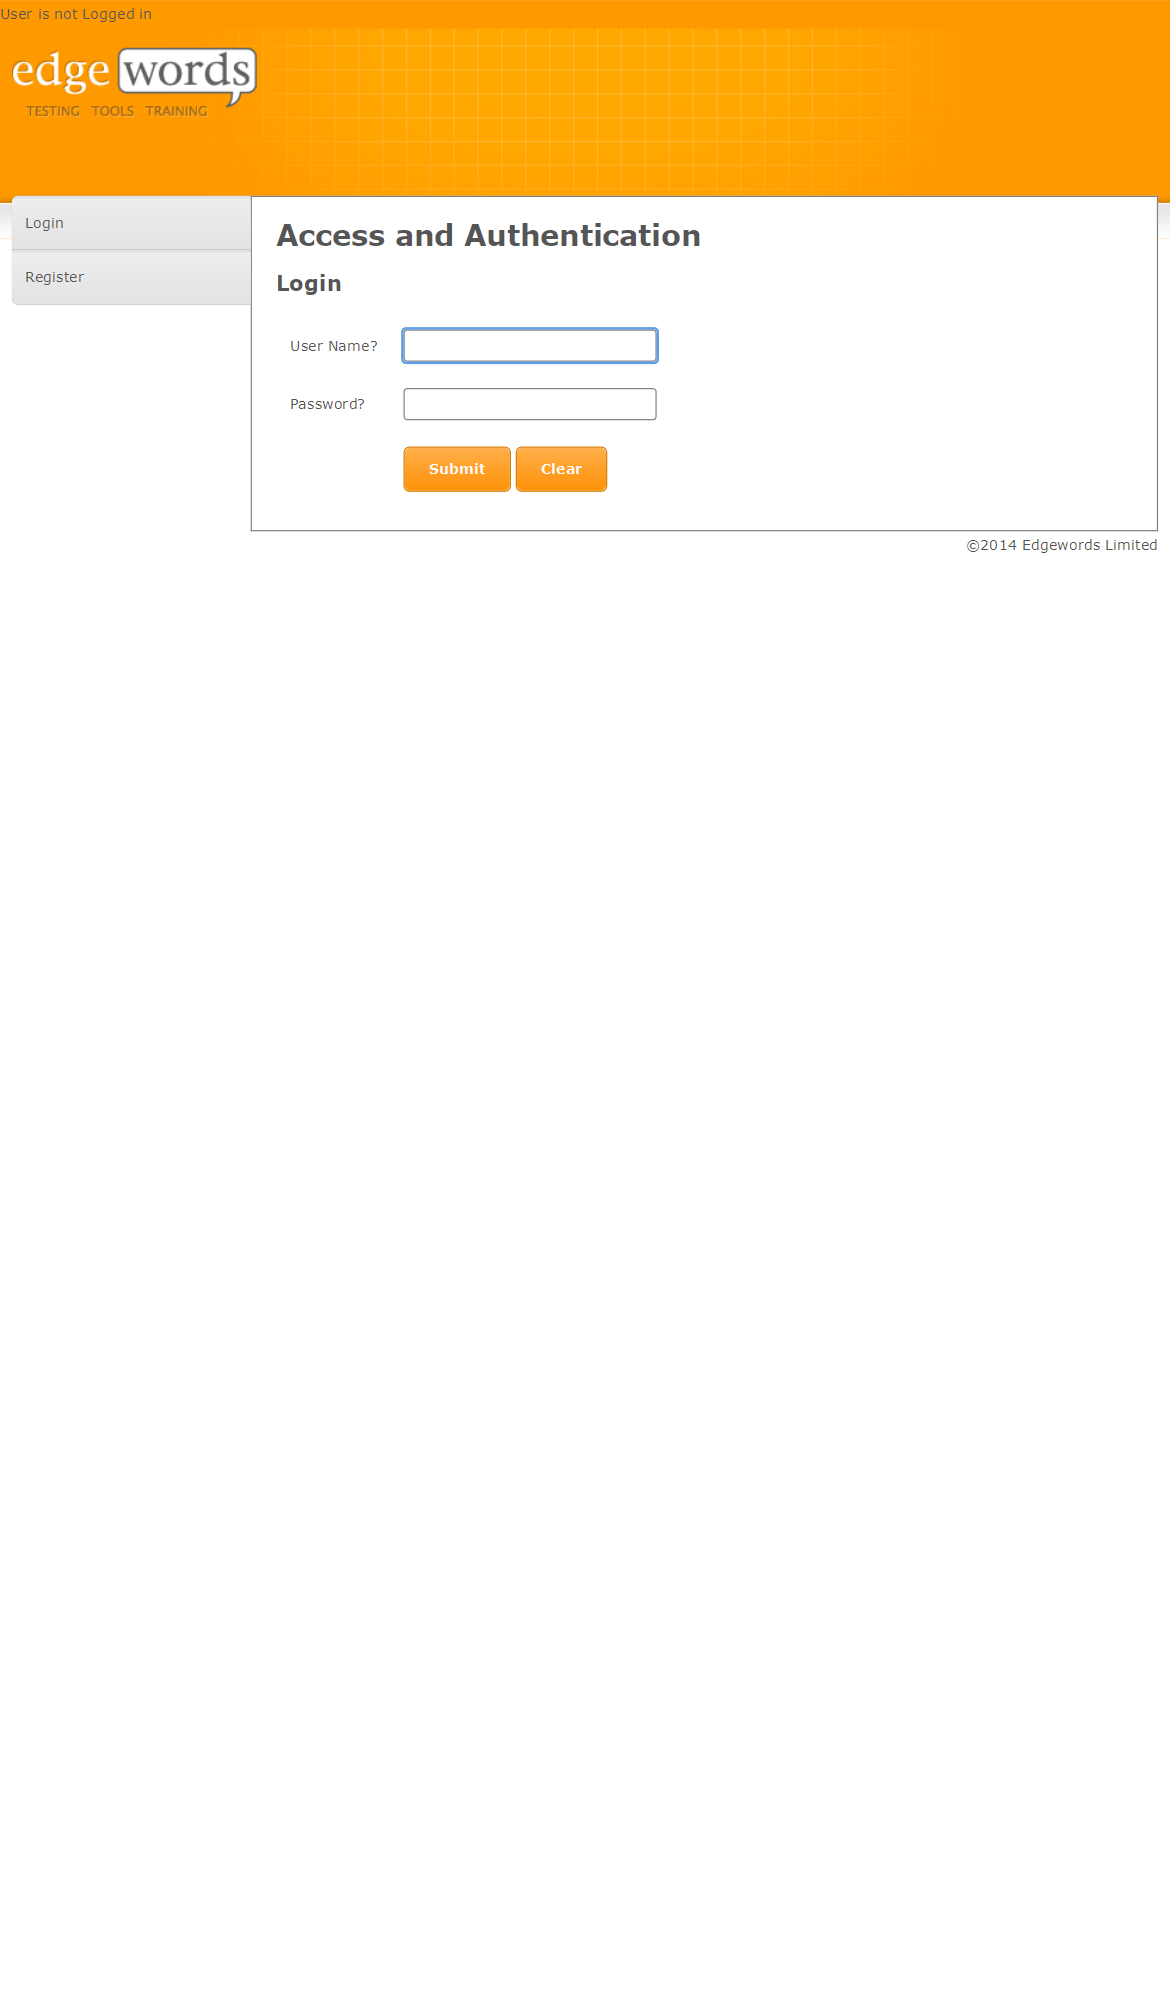 User is not Logged in
edge words
TESTING TOOLS TRAINING
Login
Register
Access and Authentication
Login
User Name?
Password?
Submit Clear
©2014 Edgewords Limited